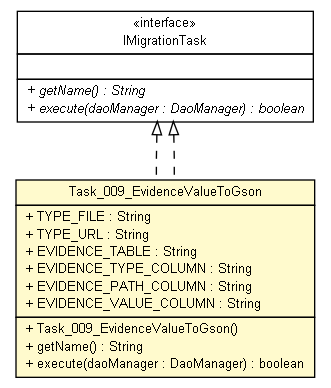 «interface»
IMigrationTask
+ getName() : String
+ execute(daoManager : DaoManager) : boolean
Task_009_EvidenceValueToGson
+ TYPE_FILE : String
+ TYPE_URL : String
+ EVIDENCE_TABLE : String
+ EVIDENCE_TYPE_COLUMN : String
+ EVIDENCE_PATH_COLUMN : String
+ EVIDENCE_VALUE_COLUMN : String
+ Task_009_EvidenceValueToGson()
+ getName() : String
+ execute(daoManager : DaoManager) : boolean